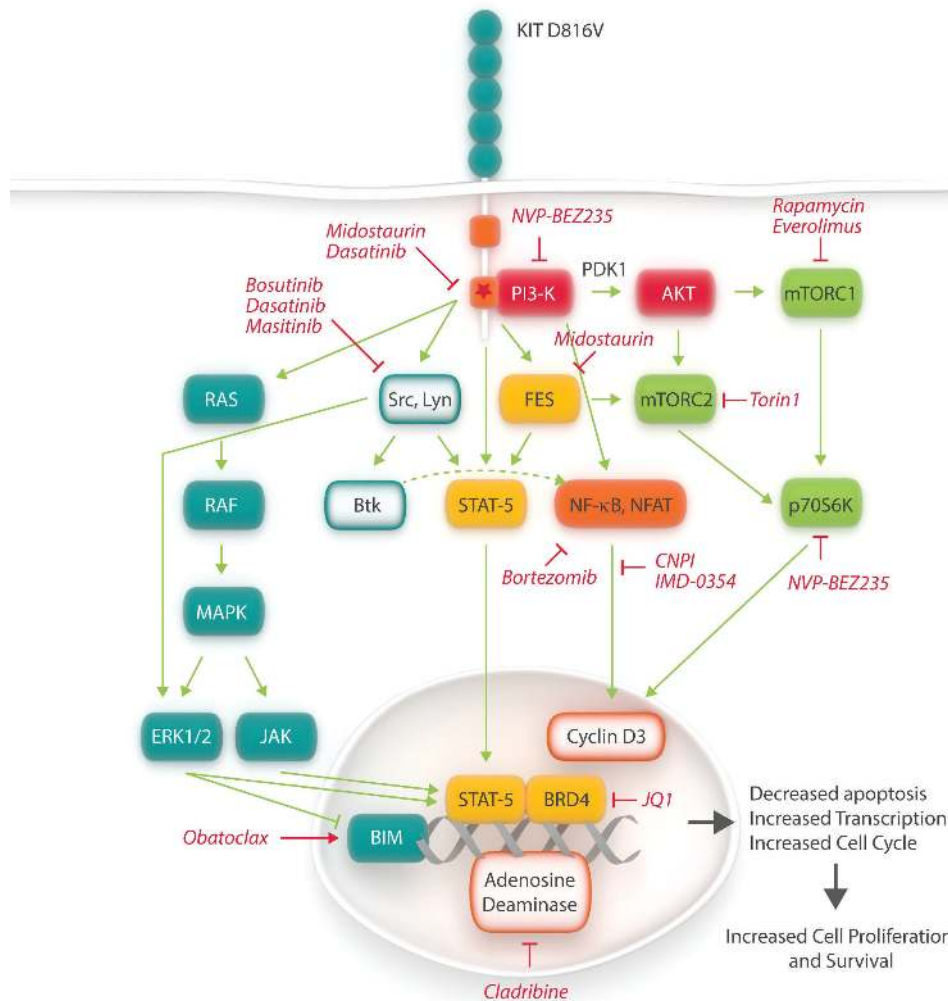 KIT D816V
NVP-BEZ235
Rapamycin
Everolimus
Midostaurin
Dasatinib
PDK1
Bosutinib
Dasatinib
Masitinib
PI3-K
AKT
mTORC1
Midostaurin
RAS
Src, Lyn
FES
mTORC2
Torin1
RAF
Btk
STAT-5
NF-κB, NFAT
p70S6K
Bortezomib
CNPI
IMD-0354
NVP-BEZ235
MAPK
ERK1/2
JAK
Cyclin D3
STAT-5
BRD4
JQ1
Obatoclax
BIM
Adenosine
Deaminase
Cladribine
Decreased apoptosis
Increased Transcription
Increased Cell Cycle
Increased Cell Proliferation
and Survival